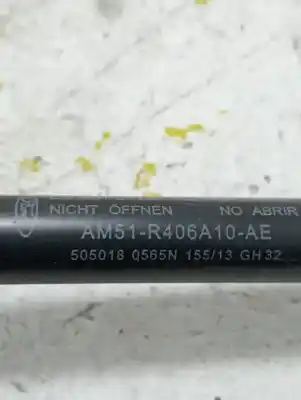 NICHT ÖFFNEN NO ABRIR
AM51-R406A10-AE
505018 0565N 155/13 GH32